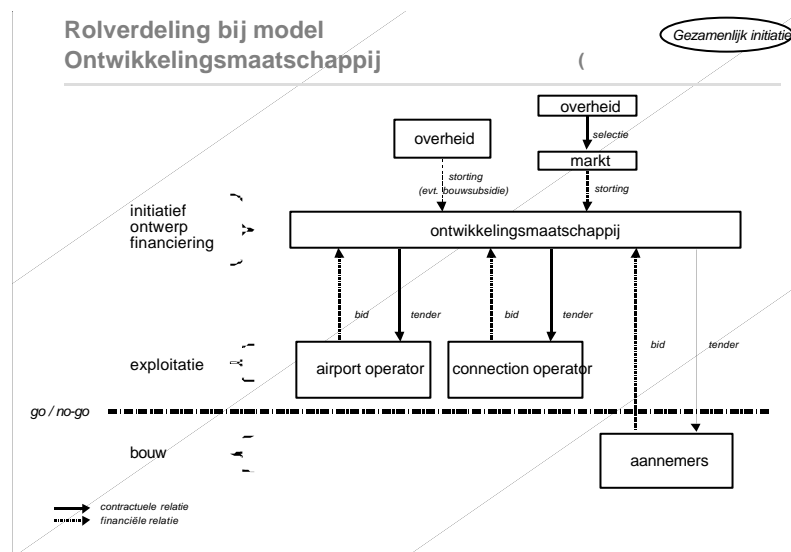 Rolverdeling bij model
Ontwikkelingsmaatschappij (
Gezamenlijk initiatie
overheid
selectie
overheid
markt
storting
(evt. bouwsubsidie)
storting
initiatief
ontwerp
financiering
ontwikkelingsmaatschappij
bid
tender
bid
tender
bid
tender
exploitatie
airport operator
connection operator
go / no-go
bouw
aannemers
contractuele relatie
financiële relatie